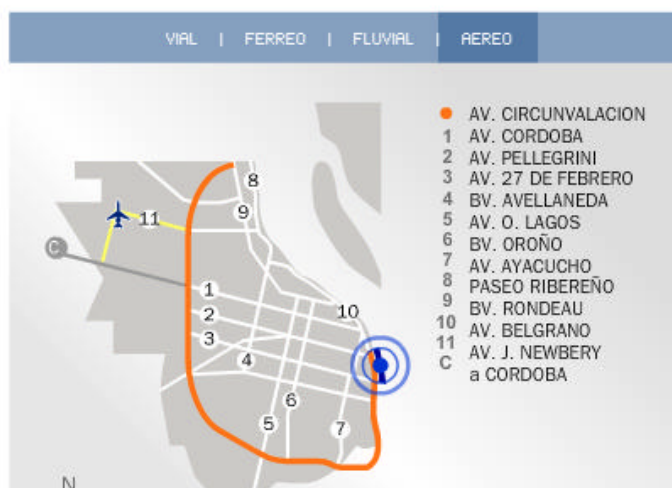 VIAL | FERREO | FLUVIAL | AEREO
AV. CIRCUNVALACION
1 AV. CORDOBA
2 AV. PELLEGRINI
3 AV. 27 DE FEBRERO
4 BV. AVELLANEDA
5 AV. O. LAGOS
6 BV. OROÑO
7 AV. AYACUCHO
8 PASEO RIBEREÑO
9 BV. RONDEAU
10 AV. BELGRANO
11 AV. J. NEWBERY
C a CORDOBA
8
9
11
C
1
10
2
3
4
6
5
7
N